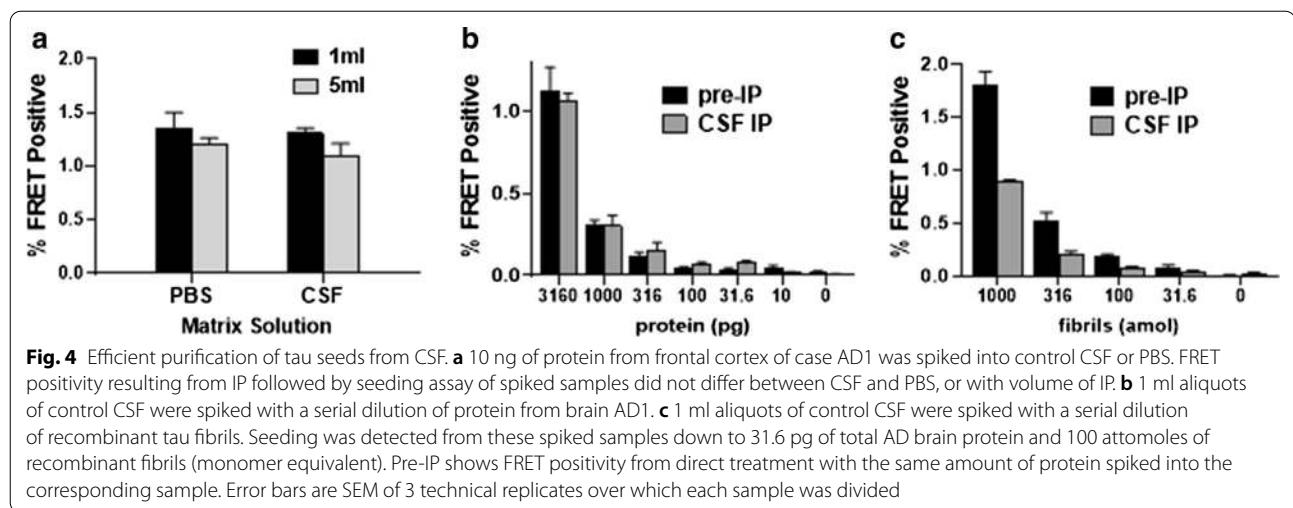 a
b
c
2.0
1.5
1.0
0.5
0.0
% FRET Positive
1ml
5ml
PBS CSF
Matrix Solution
1.0
0.5
0.0
% FRET Positive
pre-IP
CSF IP
3160 1000 316 100 31.6 10 0
protein (pg)
2.0
1.5
1.0
0.5
0.0
% FRET Positive
pre-IP
CSF IP
1000 316 100 31.6 0
fibrils (amol)
Fig. 4 Efficient purification of tau seeds from CSF. a 10 ng of protein from frontal cortex of case AD1 was spiked into control CSF or PBS. FRET
positivity resulting from IP followed by seeding assay of spiked samples did not differ between CSF and PBS, or with volume of IP. b 1 ml aliquots
of control CSF were spiked with a serial dilution of protein from brain AD1. c 1 ml aliquots of control CSF were spiked with a serial dilution
of recombinant tau fibrils. Seeding was detected from these spiked samples down to 31.6 pg of total AD brain protein and 100 attomoles of
recombinant fibrils (monomer equivalent). Pre-IP shows FRET positivity from direct treatment with the same amount of protein spiked into the
corresponding sample. Error bars are SEM of 3 technical replicates over which each sample was divided